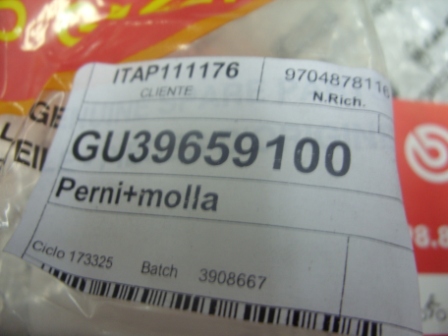 ITAP111176 9704878116
CLIENTE N.Rich.
GU39659100
Perni+molla
Ciclo 173325 Batch 3908667